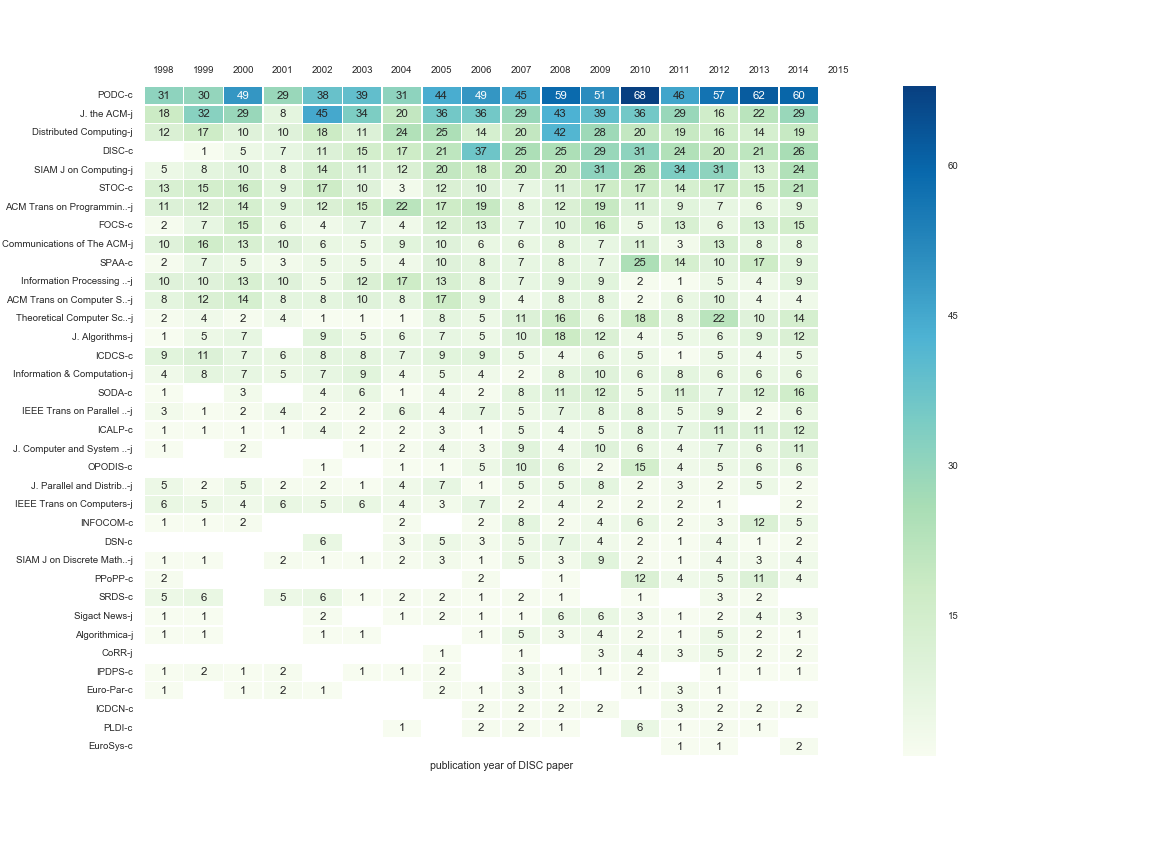 1998 1999 2000 2001 2002 2003 2004 2005 2006 2007 2008 2009 2010 2011 2012 2013 2014 2015
PODC-c 31 30 49 29 38 39 31 44 49 45 59 51 68 46 57 62 60
J. the ACM-j 18 32 29 8 45 34 20 36 36 29 43 39 36 29 16 22 29
Distributed Computing-j 12 17 10 10 18 11 24 25 14 20 42 28 20 19 16 14 19
DISC-c 1 5 7 11 15 17 21 37 25 25 29 31 24 20 21 26
60
SIAM J on Computing-j 5 8 10 8 14 11 12 20 18 20 20 31 26 34 31 13 24
STOC-c 13 15 16 9 17 10 3 12 10 7 11 17 17 14 17 15 21
ACM Trans on Programmin..-j 11 12 14 9 12 15 22 17 19 8 12 19 11 9 7 6 9
FOCS-c 2 7 15 6 4 7 4 12 13 7 10 16 5 13 6 13 15
Communications of The ACM-j 10 16 13 10 6 5 9 10 6 6 8 7 11 3 13 8 8
SPAA-c 2 7 5 3 5 5 4 10 8 7 8 7 25 14 10 17 9
Information Processing ..-j 10 10 13 10 5 12 17 13 8 7 9 9 2 1 5 4 9
ACM Trans on Computer S..-j 8 12 14 8 8 10 8 17 9 4 8 8 2 6 10 4 4
45
Theoretical Computer Sc..-j 2 4 2 4 1 1 1 8 5 11 16 6 18 8 22 10 14
J. Algorithms-j 1 5 7 9 5 6 7 5 10 18 12 4 5 6 9 12
ICDCS-c 9 11 7 6 8 8 7 9 9 5 4 6 5 1 5 4 5
Information & Computation-j 4 8 7 5 7 9 4 5 4 2 8 10 6 8 6 6 6
SODA-c 1 3 4 6 1 4 2 8 11 12 5 11 7 12 16
IEEE Trans on Parallel ..-j 3 1 2 4 2 2 6 4 7 5 7 8 8 5 9 2 6
ICALP-c 1 1 1 1 4 2 2 3 1 5 4 5 8 7 11 11 12
J. Computer and System ..-j 1 2 1 2 4 3 9 4 10 6 4 7 6 11
OPODIS-c 1 1 1 5 10 6 2 15 4 5 6 6
30
J. Parallel and Distrib..-j 5 2 5 2 2 1 4 7 1 5 5 8 2 3 2 5 2
IEEE Trans on Computers-j 6 5 4 6 5 6 4 3 7 2 4 2 2 2 1 2
INFOCOM-c 1 1 2 2 2 8 2 4 6 2 3 12 5
DSN-c 6 3 5 3 5 7 4 2 1 4 1 2
SIAM J on Discrete Math..-j 1 1 2 1 1 2 3 1 5 3 9 2 1 4 3 4
PPoPP-c 2 2 1 12 4 5 11 4
SRDS-c 5 6 5 6 1 2 2 1 2 1 1 3 2
Sigact News-j 1 1 2 1 2 1 1 6 6 3 1 2 4 3
15
Algorithmica-j 1 1 1 1 1 5 3 4 2 1 5 2 1
CoRR-j 1 1 3 4 3 5 2 2
IPDPS-c 1 2 1 2 1 1 2 3 1 1 2 1 1 1
Euro-Par-c 1 1 2 1 2 1 3 1 1 3 1
ICDCN-c 2 2 2 2 3 2 2 2
PLDI-c 1 2 2 1 6 1 2 1
EuroSys-c 1 1 2
publication year of DISC paper